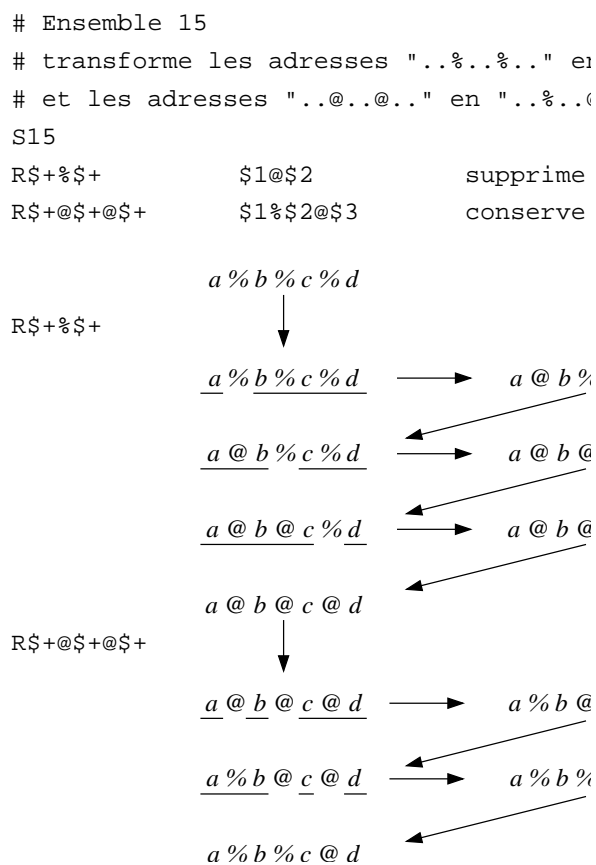 # Ensemble 15
# transforme les adresses "..%..%.." en
# et les adresses "..@..@.." en "..%..@
S15
R$+%$+ $1@$2 supprime
R$+@$+@$+ $1%$2@$3 conserve
a % b % c % d
R$+%$+
a % b % c % d a @ b %
a @ b % c % d a @ b @
a @ b @ c % d a @ b @
a @ b @ c @ d
R$+@$+@$+
a @ b @ c @ d a % b @
a % b @ c @ d a % b %
a % b % c @ d